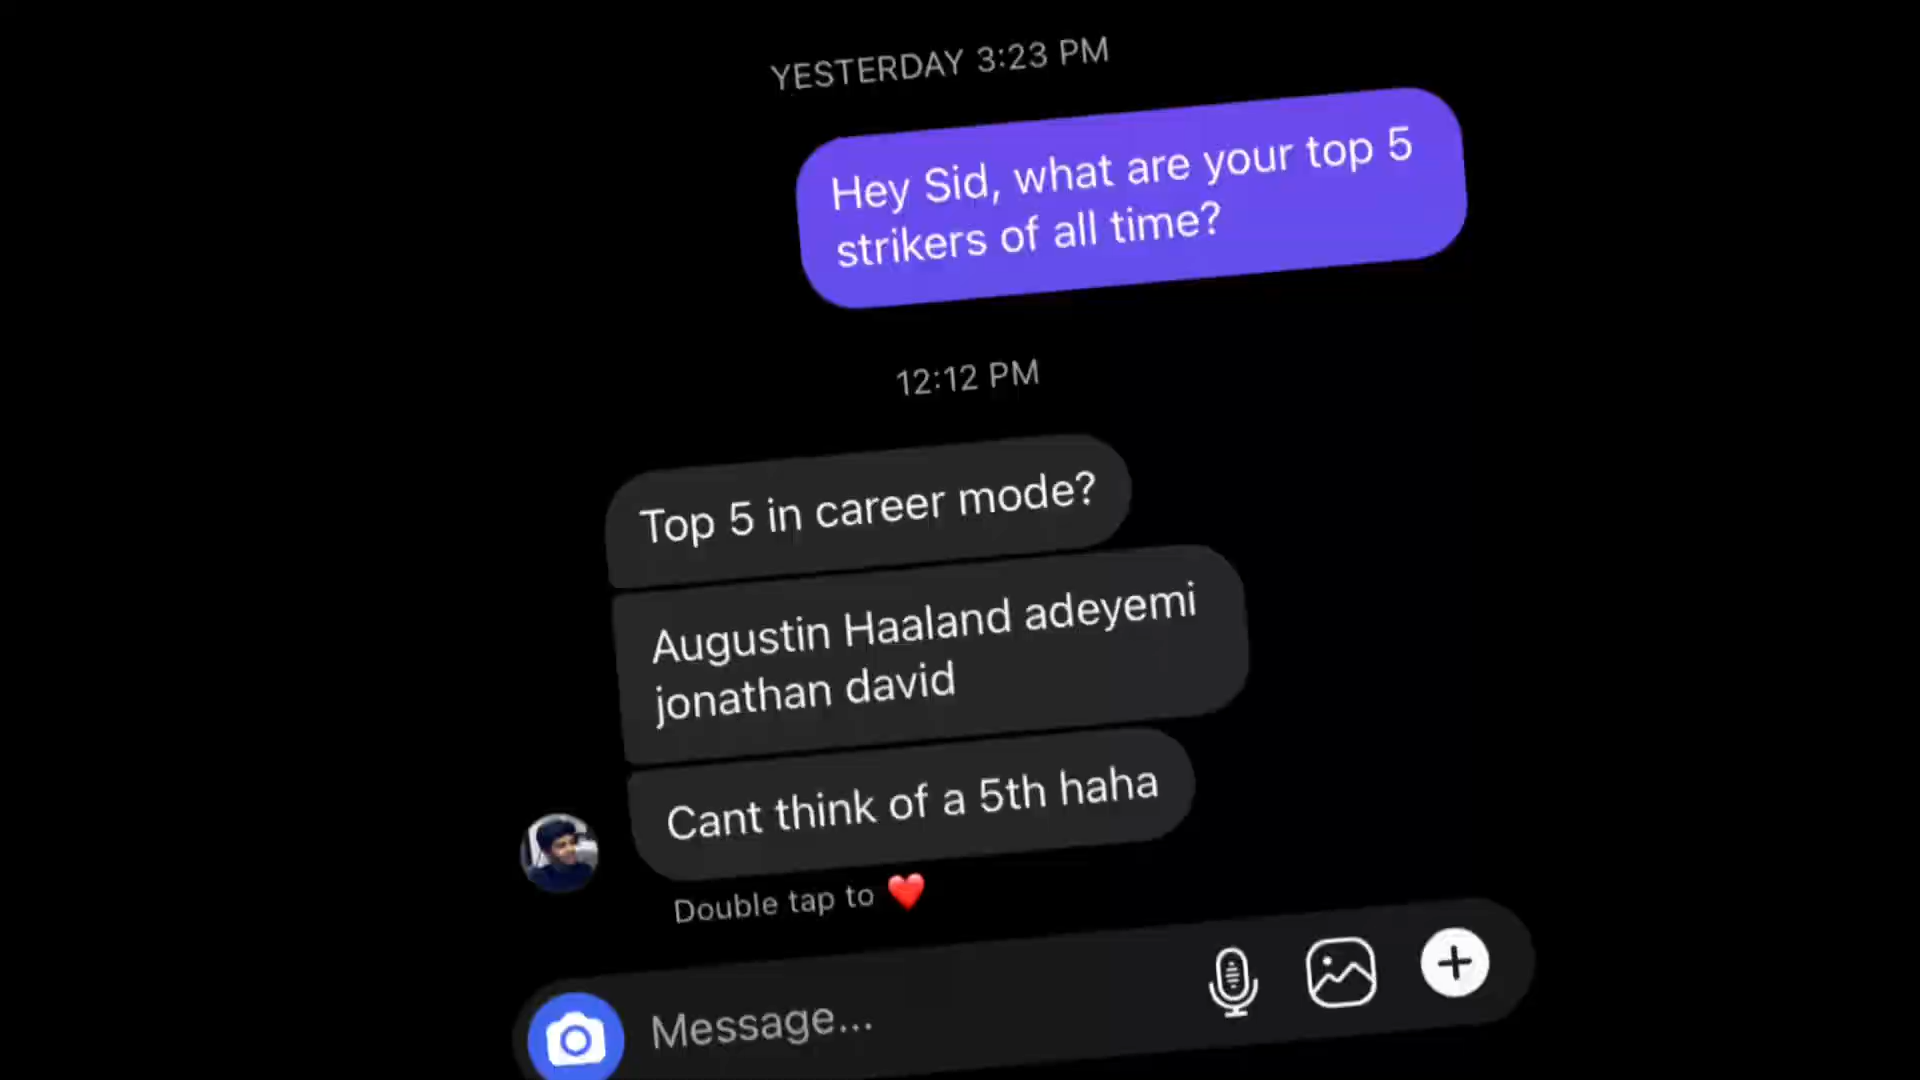 YESTERDAY 3:23 PM
Hey Sid, what are your top 5
strikers of all time?
12:12 PM
Top 5 in career mode?
Augustin Haaland adeyemi
jonathan david
Cant think of a 5th haha
Double tap to ❤️
Message...